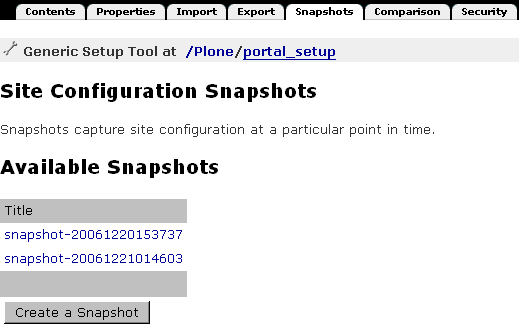 Contents Properties Import Export Snapshots Comparison Security
Generic Setup Tool at /Plone/portal_setup
Site Configuration Snapshots
Snapshots capture site configuration at a particular point in time.
Available Snapshots
Title
snapshot-20061220153737
snapshot-20061221014603
Create a Snapshot